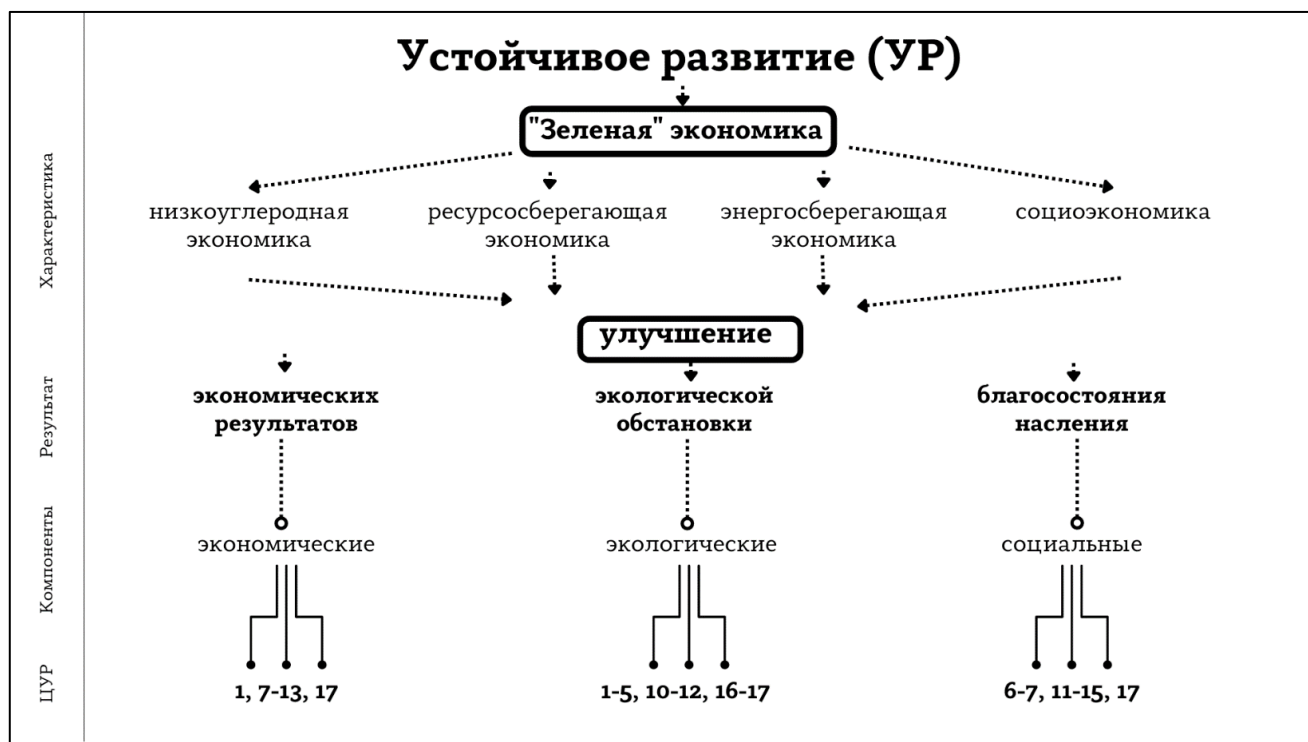 Устойчивое развитие (УР)
"Зеленая" экономика
Характеристика
низкоуглеродная
экономика
ресурсосберегающая
экономика
энергосберегающая
экономика
социоэкономика
улучшение
Результат
экономических
результатов
экологической
обстановки
благосостояния
насления
Компоненты
экономические
экологические
социальные
ЦУР
1, 7-13, 17
1-5, 10-12, 16-17
6-7, 11-15, 17